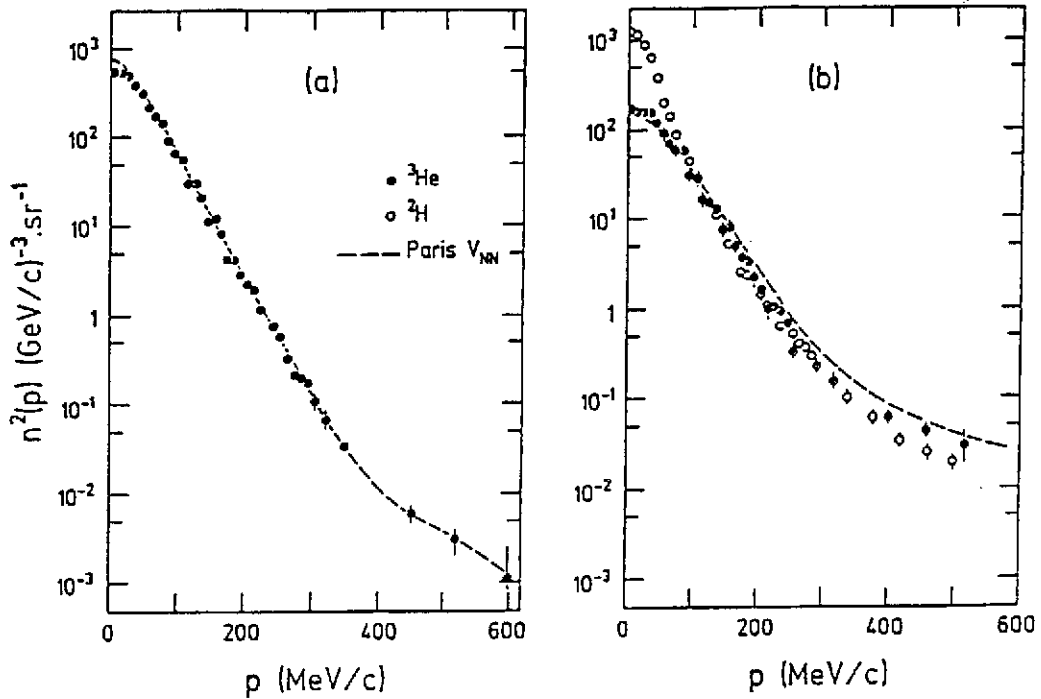 n²(p) (GeV/c)⁻³.sr⁻¹
10³
10²
10¹
1
10⁻¹
10⁻²
10⁻³
(a)
³He
²H
Paris V_NN
0
200
400
600
p (MeV/c)
10³
10²
10¹
1
10⁻¹
10⁻²
10⁻³
(b)
0
200
400
600
p (MeV/c)